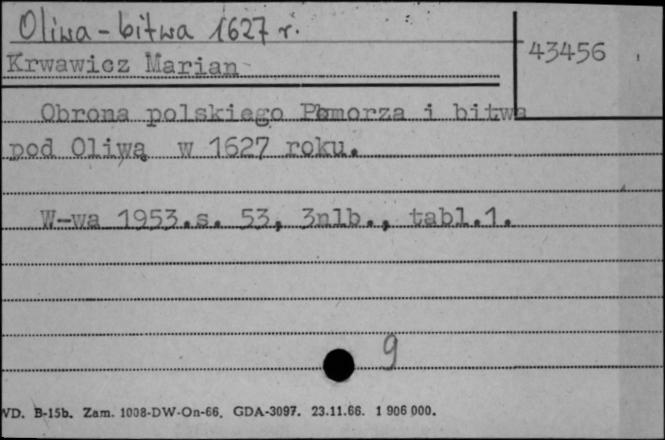 Oliwa - bitwa 1627 r.
43456
Krwawicz Marian
Obrona polskiego Pomorza i bitwa
pod Oliwą w 1627 roku.
W-wa 1953.s. 53, 3nlb., tabl.1.
9
WD. B-15b. Zam. 1008-DW-On-66. GDA-3097. 23.11.66. 1 906 000.